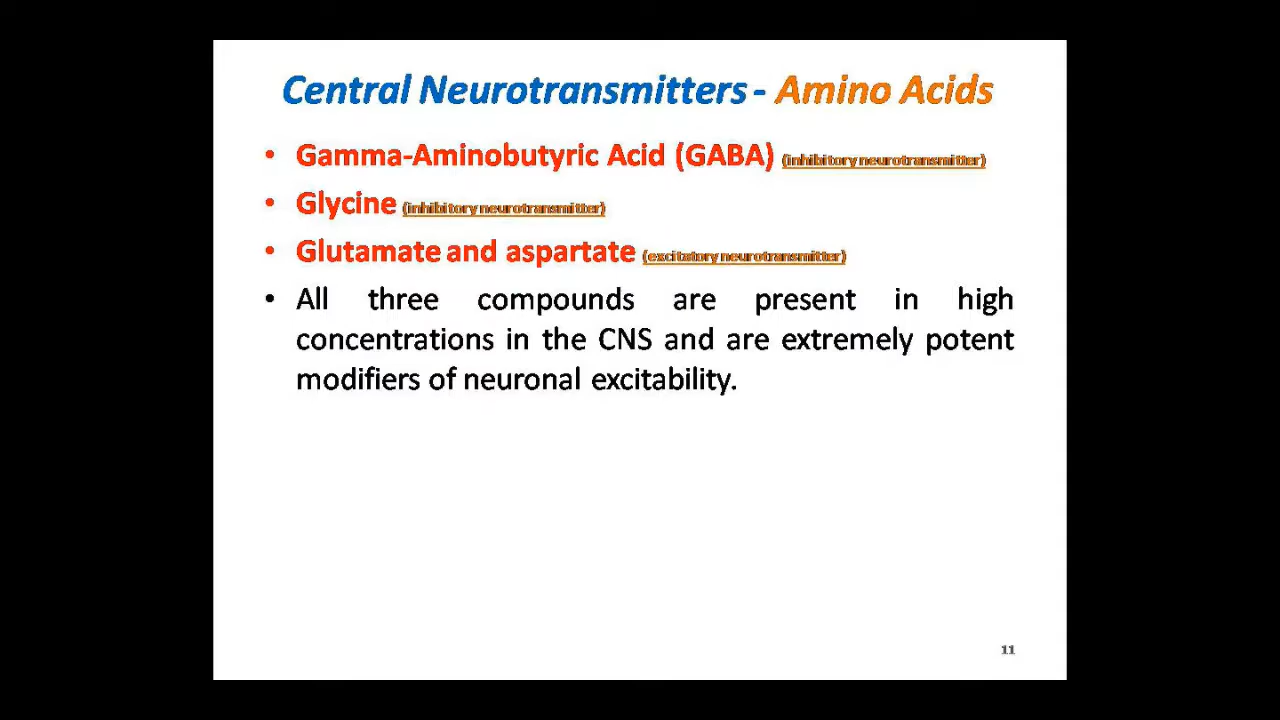 Central Neurotransmitters - Amino Acids
• Gamma-Aminobutyric Acid (GABA) (inhibitory neurotransmitter)
• Glycine (inhibitory neurotransmitter)
• Glutamate and aspartate (excitatory neurotransmitter)
• All three compounds are present in high
concentrations in the CNS and are extremely potent
modifiers of neuronal excitability.
11